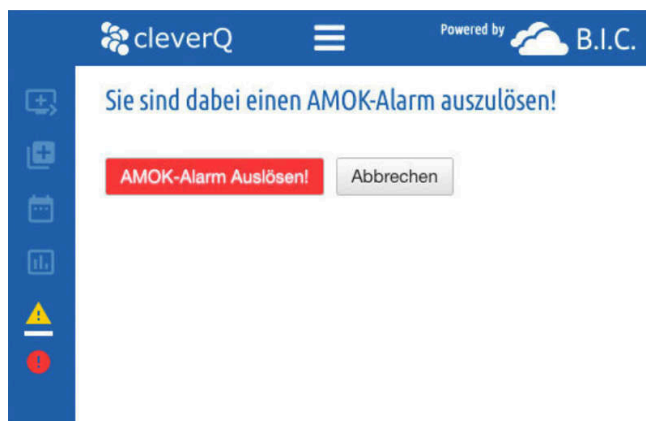 cleverQ
Powered by B.I.C.
Sie sind dabei einen AMOK-Alarm auszulösen!
AMOK-Alarm Auslösen! Abbrechen